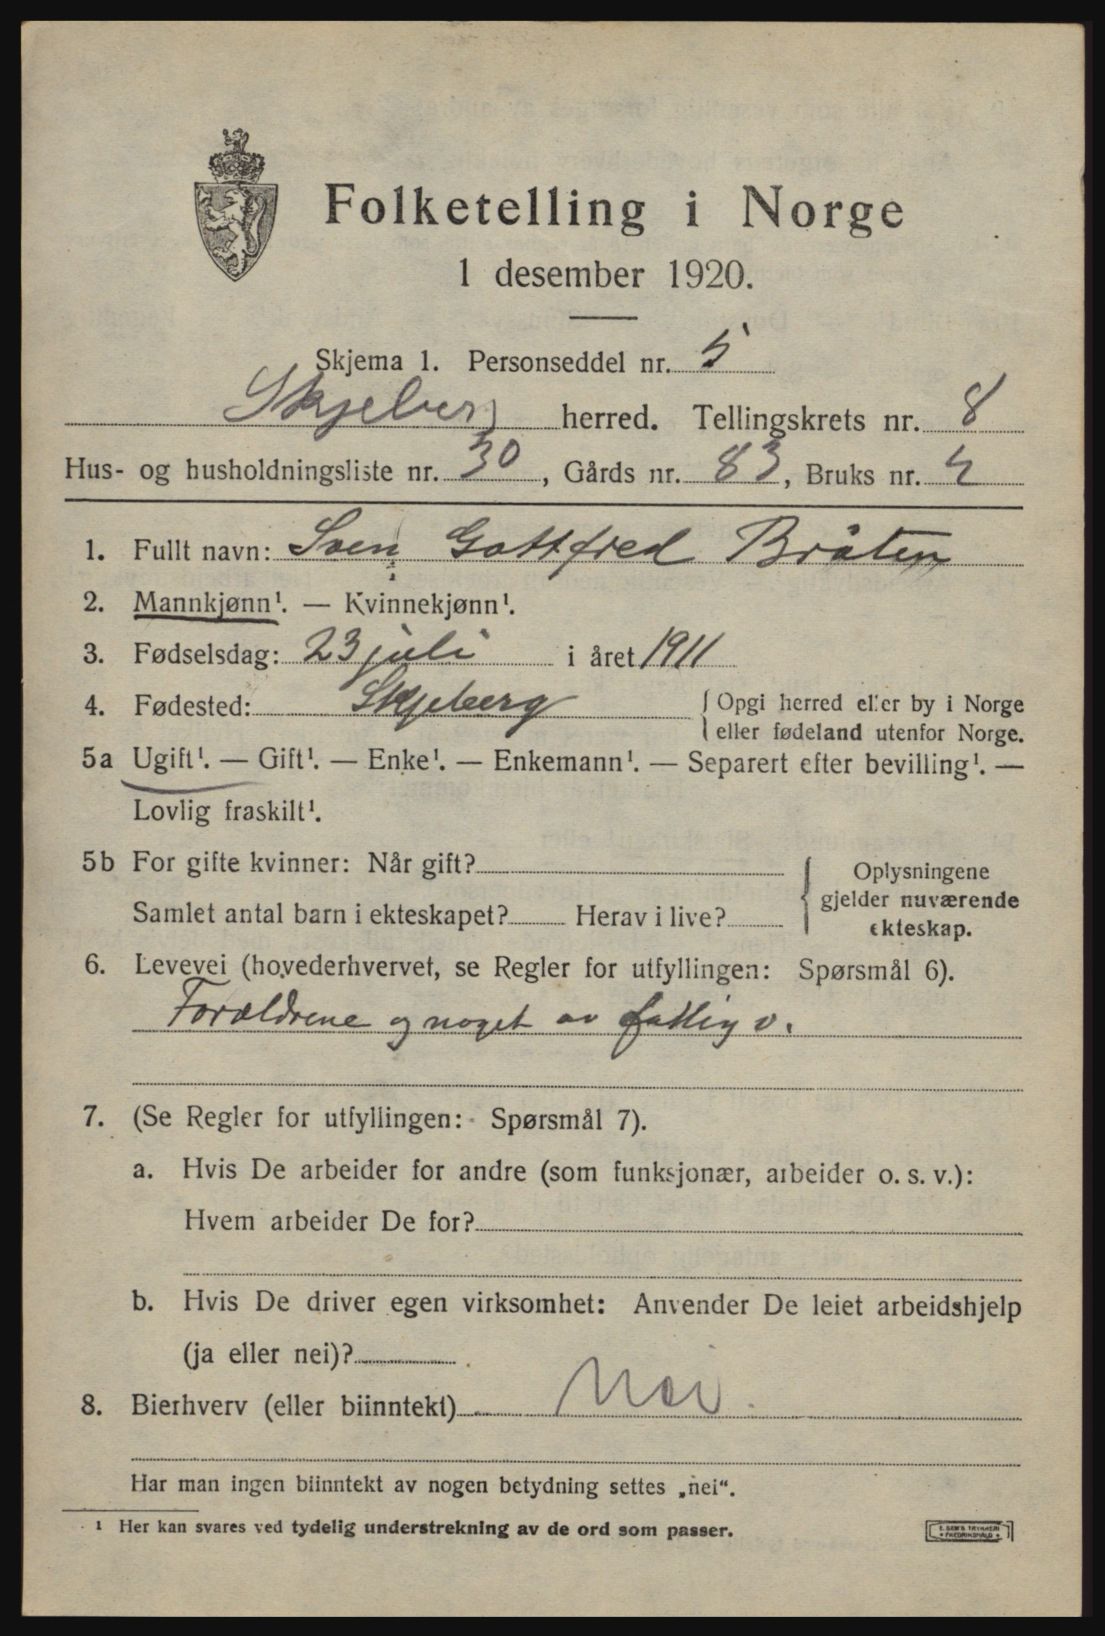 Folketelling i Norge
1 desember 1920.
Skjema 1. Personseddel nr. 5
Skjeberg herred. Tellingskrets nr. 8
Hus- og husholdningsliste nr. 30, Gårds nr. 83, Bruks nr. 4
1. Fullt navn: Sven Gottfred Bråten
2. Mannkjønn¹. — Kvinnekjønn¹.
3. Fødselsdag: 23 juli i året 1911
4. Fødested: Skjeberg { Opgi herred eller by i Norge
eller fødeland utenfor Norge.
5a Ugift¹. — Gift¹. — Enke¹. — Enkemann¹. — Separert efter bevilling¹. —
Lovlig fraskilt¹.
5b For gifte kvinner: Når gift?
Samlet antal barn i ekteskapet? Herav i live?
{ Oplysningene
gjelder nuværende
ekteskap.
6. Levevei (hovederhvervet, se Regler for utfyllingen: Spørsmål 6).
Forældrene og noget av fattigv.
7. (Se Regler for utfyllingen: Spørsmål 7).
a. Hvis De arbeider for andre (som funksjonær, arbeider o. s. v.):
Hvem arbeider De for?
b. Hvis De driver egen virksomhet: Anvender De leiet arbeidshjelp
(ja eller nei)?
8. Bierhverv (eller biinntekt) Nei.
Har man ingen biinntekt av nogen betydning settes „nei“.
¹ Her kan svares ved tydelig understrekning av de ord som passer.
E. SEM'S TRYKKERI
FREDRIKSHALD